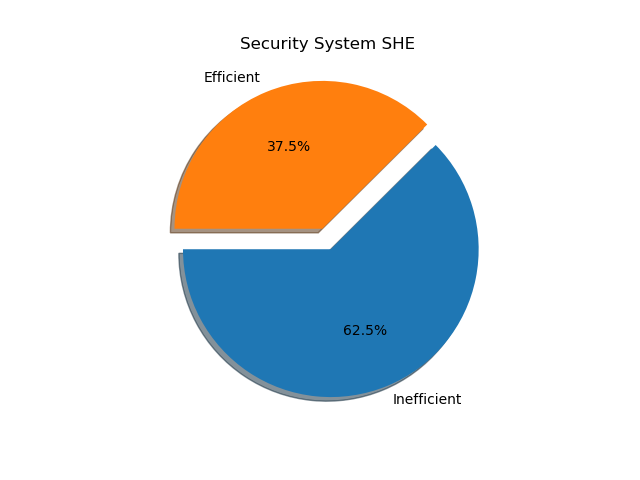 Security System SHE
Efficient
37.5%
62.5%
Inefficient